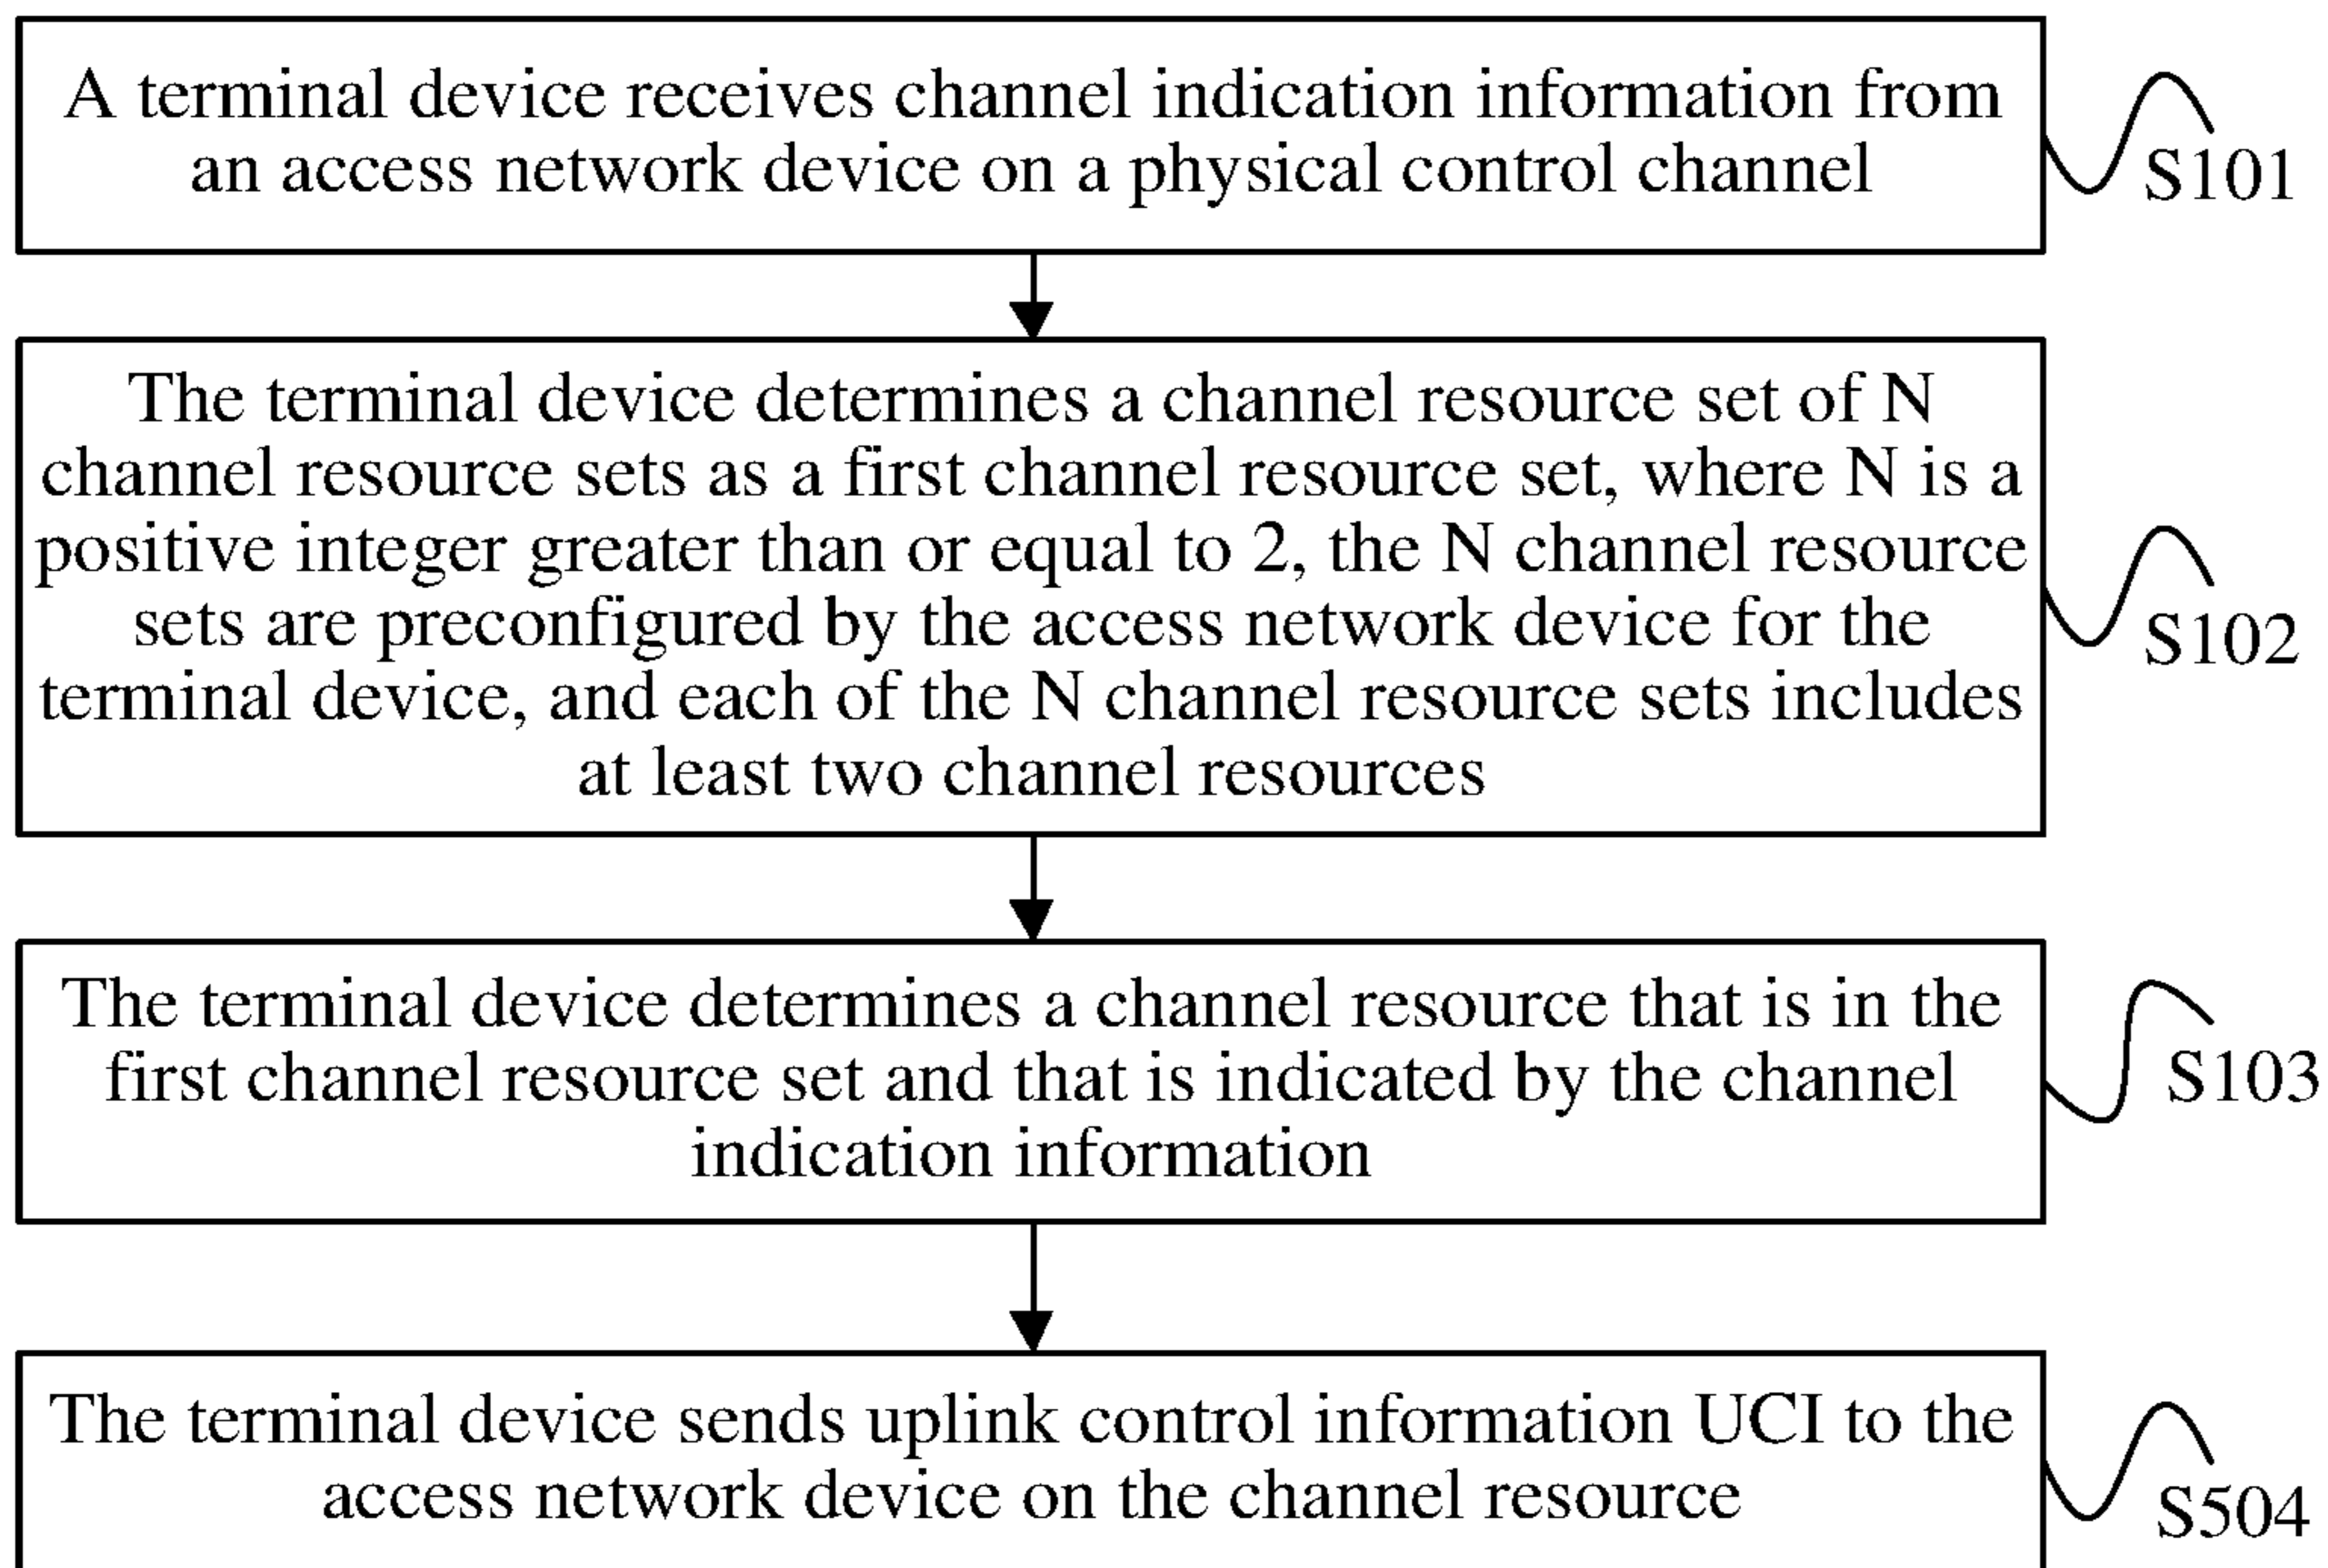 A terminal device receives channel indication information from
an access network device on a physical control channel
S101
The terminal device determines a channel resource set of N
channel resource sets as a first channel resource set, where N is a
positive integer greater than or equal to 2, the N channel resource
sets are preconfigured by the access network device for the
terminal device, and each of the N channel resource sets includes
at least two channel resources
S102
The terminal device determines a channel resource that is in the
first channel resource set and that is indicated by the channel
indication information
S103
The terminal device sends uplink control information UCI to the
access network device on the channel resource
S504